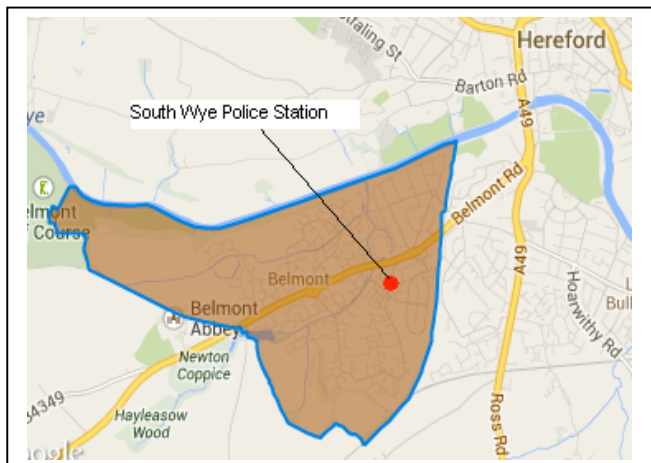 Hereford
Barton Rd
A49
South Wye Police Station
Belmont Rd
Belmont
A49
Hoarwithy Rd
Belmont
Abbey
Newton
Coppice
Hayleasow
Wood
Ross Rd